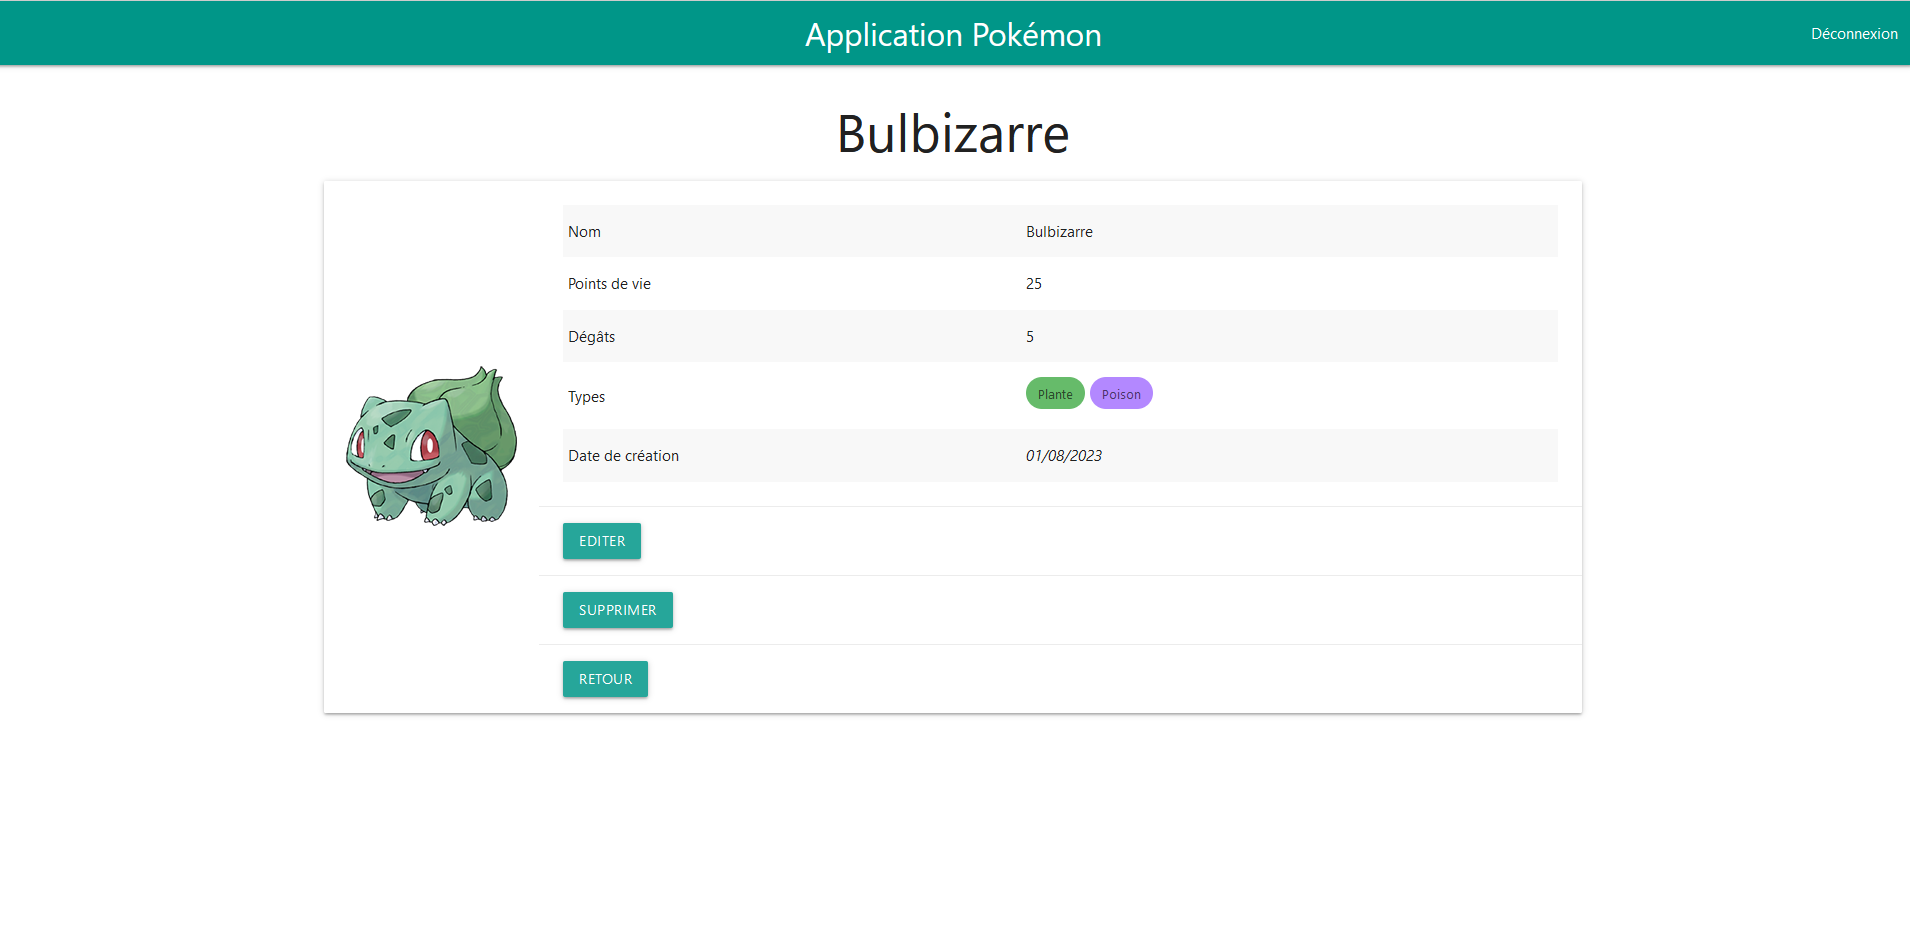 Application Pokémon
Déconnexion
Bulbizarre
Nom Bulbizarre
Points de vie 25
Dégâts 5
Types Plante Poison
Date de création 01/08/2023
EDITER
SUPPRIMER
RETOUR